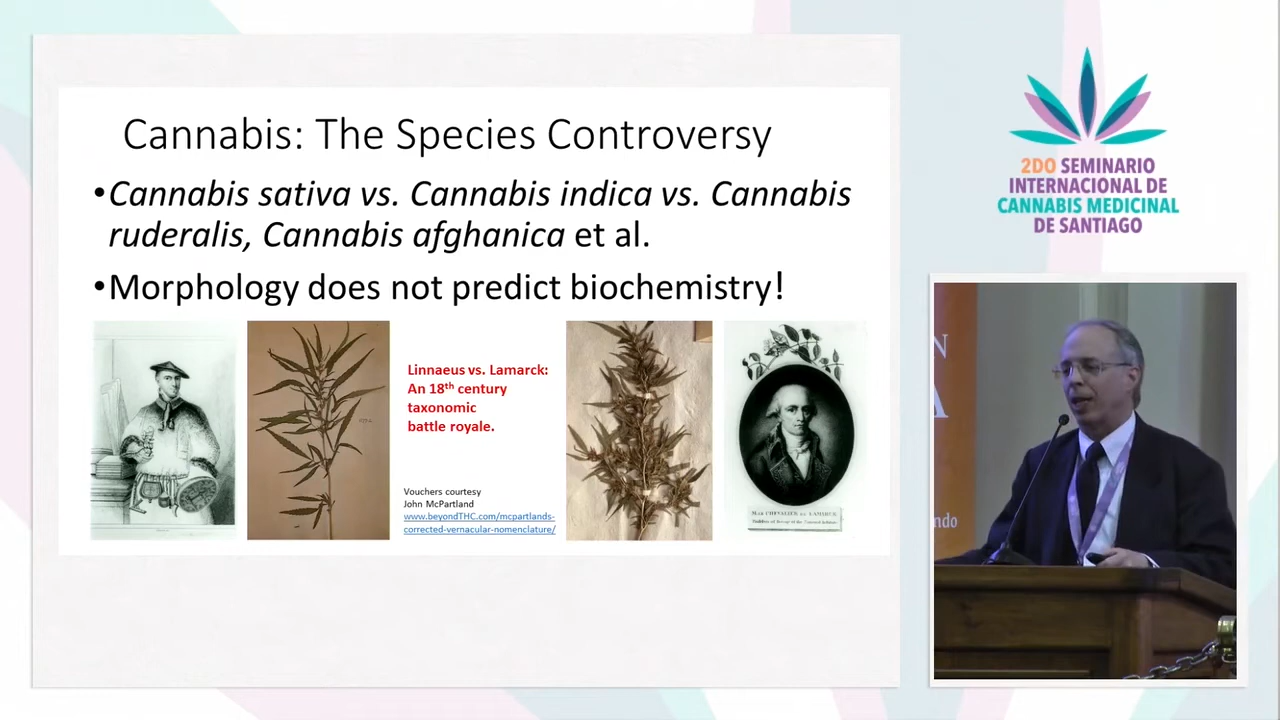 Cannabis: The Species Controversy
•Cannabis sativa vs. Cannabis indica vs. Cannabis
ruderalis, Cannabis afghanica et al.
•Morphology does not predict biochemistry!
Linnaeus vs. Lamarck:
An 18th century
taxonomic
battle royale.
Vouchers courtesy
John McPartland
www.beyondTHC.com/mcpartlands-
corrected-vernacular-nomenclature/
2DO SEMINARIO
INTERNACIONAL DE
CANNABIS MEDICINAL
DE SANTIAGO
N
A
ndo